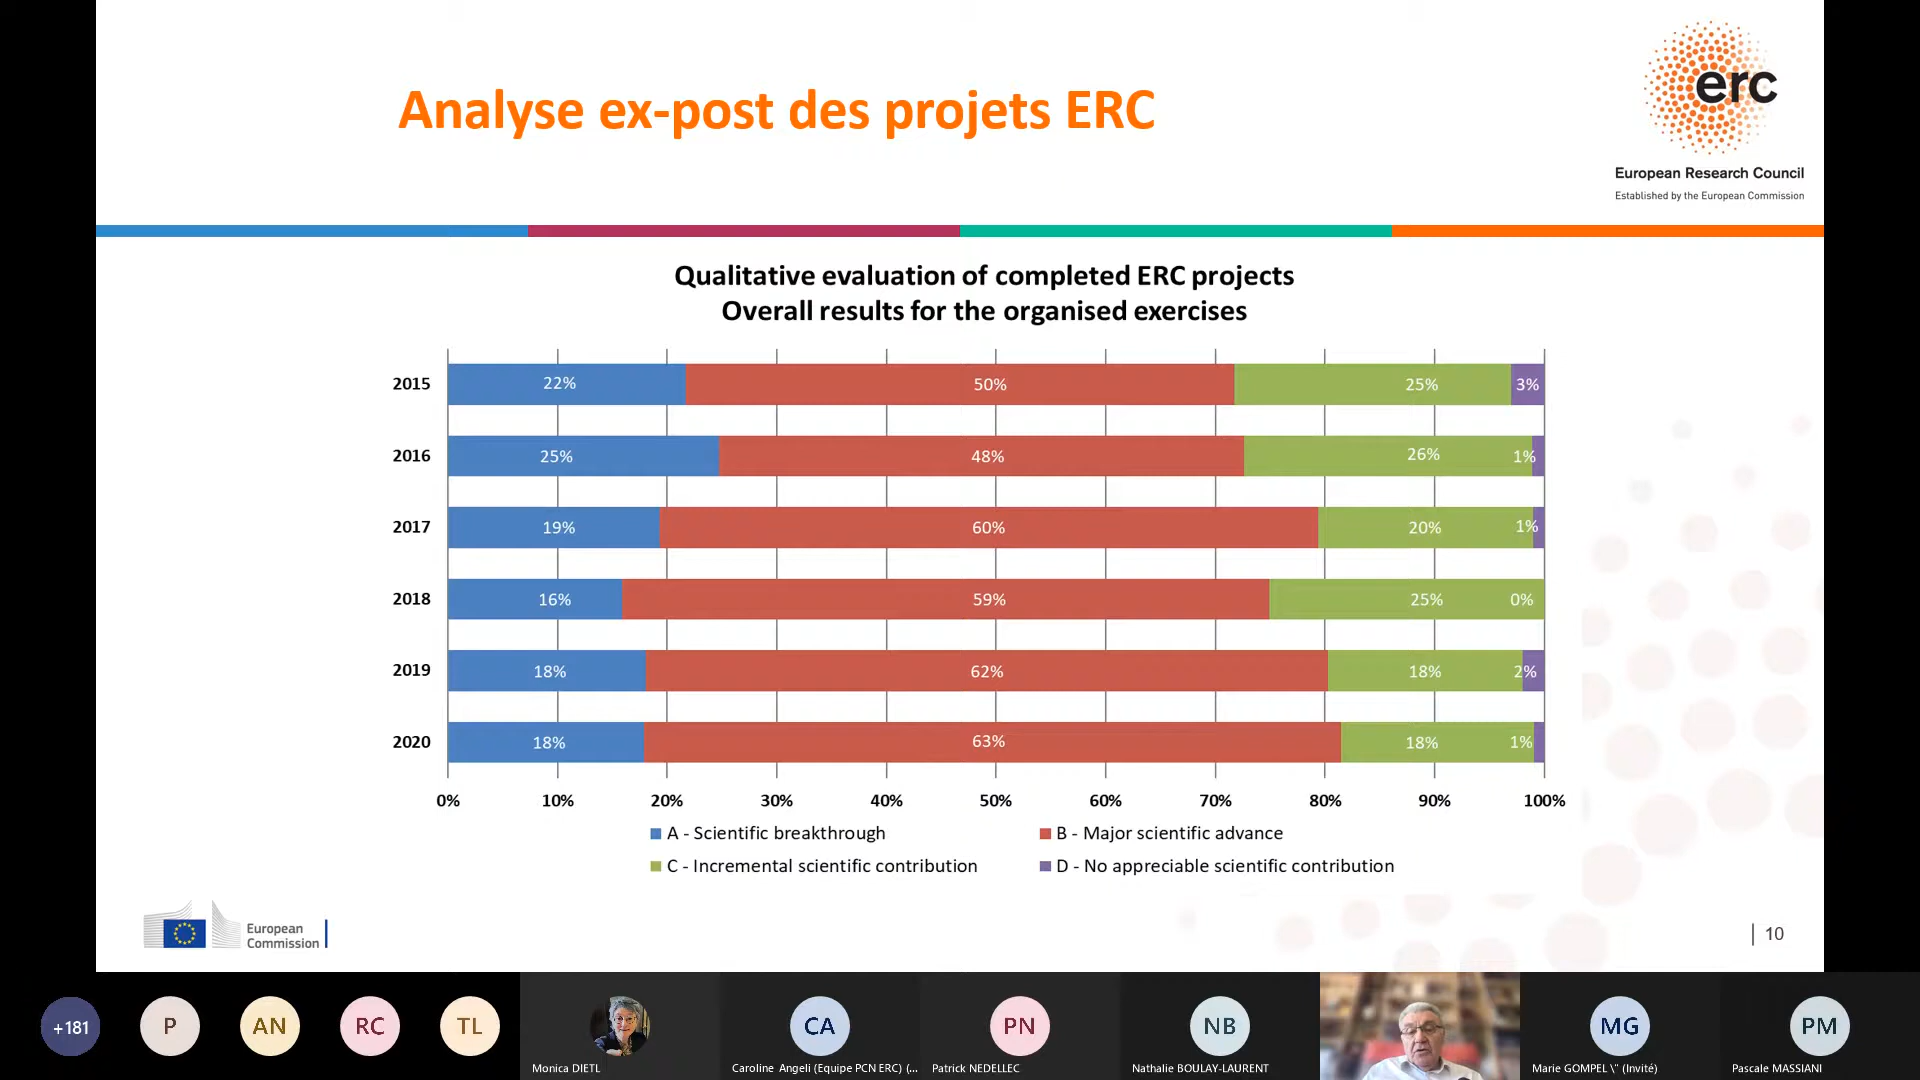 Analyse ex-post des projets ERC
erc
European Research Council
Established by the European Commission
Qualitative evaluation of completed ERC projects
Overall results for the organised exercises
2015 22% 50% 25% 3%
2016 25% 48% 26% 1%
2017 19% 60% 20% 1%
2018 16% 59% 25% 0%
2019 18% 62% 18% 2%
2020 18% 63% 18% 1%
0% 10% 20% 30% 40% 50% 60% 70% 80% 90% 100%
A - Scientific breakthrough B - Major scientific advance
C - Incremental scientific contribution D - No appreciable scientific contribution
European
Commission
10
+181 P AN RC TL CA PN NB MG PM
Monica DIETL Caroline Angeli (Equipe PCN ERC) (... Patrick NEDELLEC Nathalie BOULAY-LAURENT Marie GOMPEL \" (Invité) Pascale MASSIANI